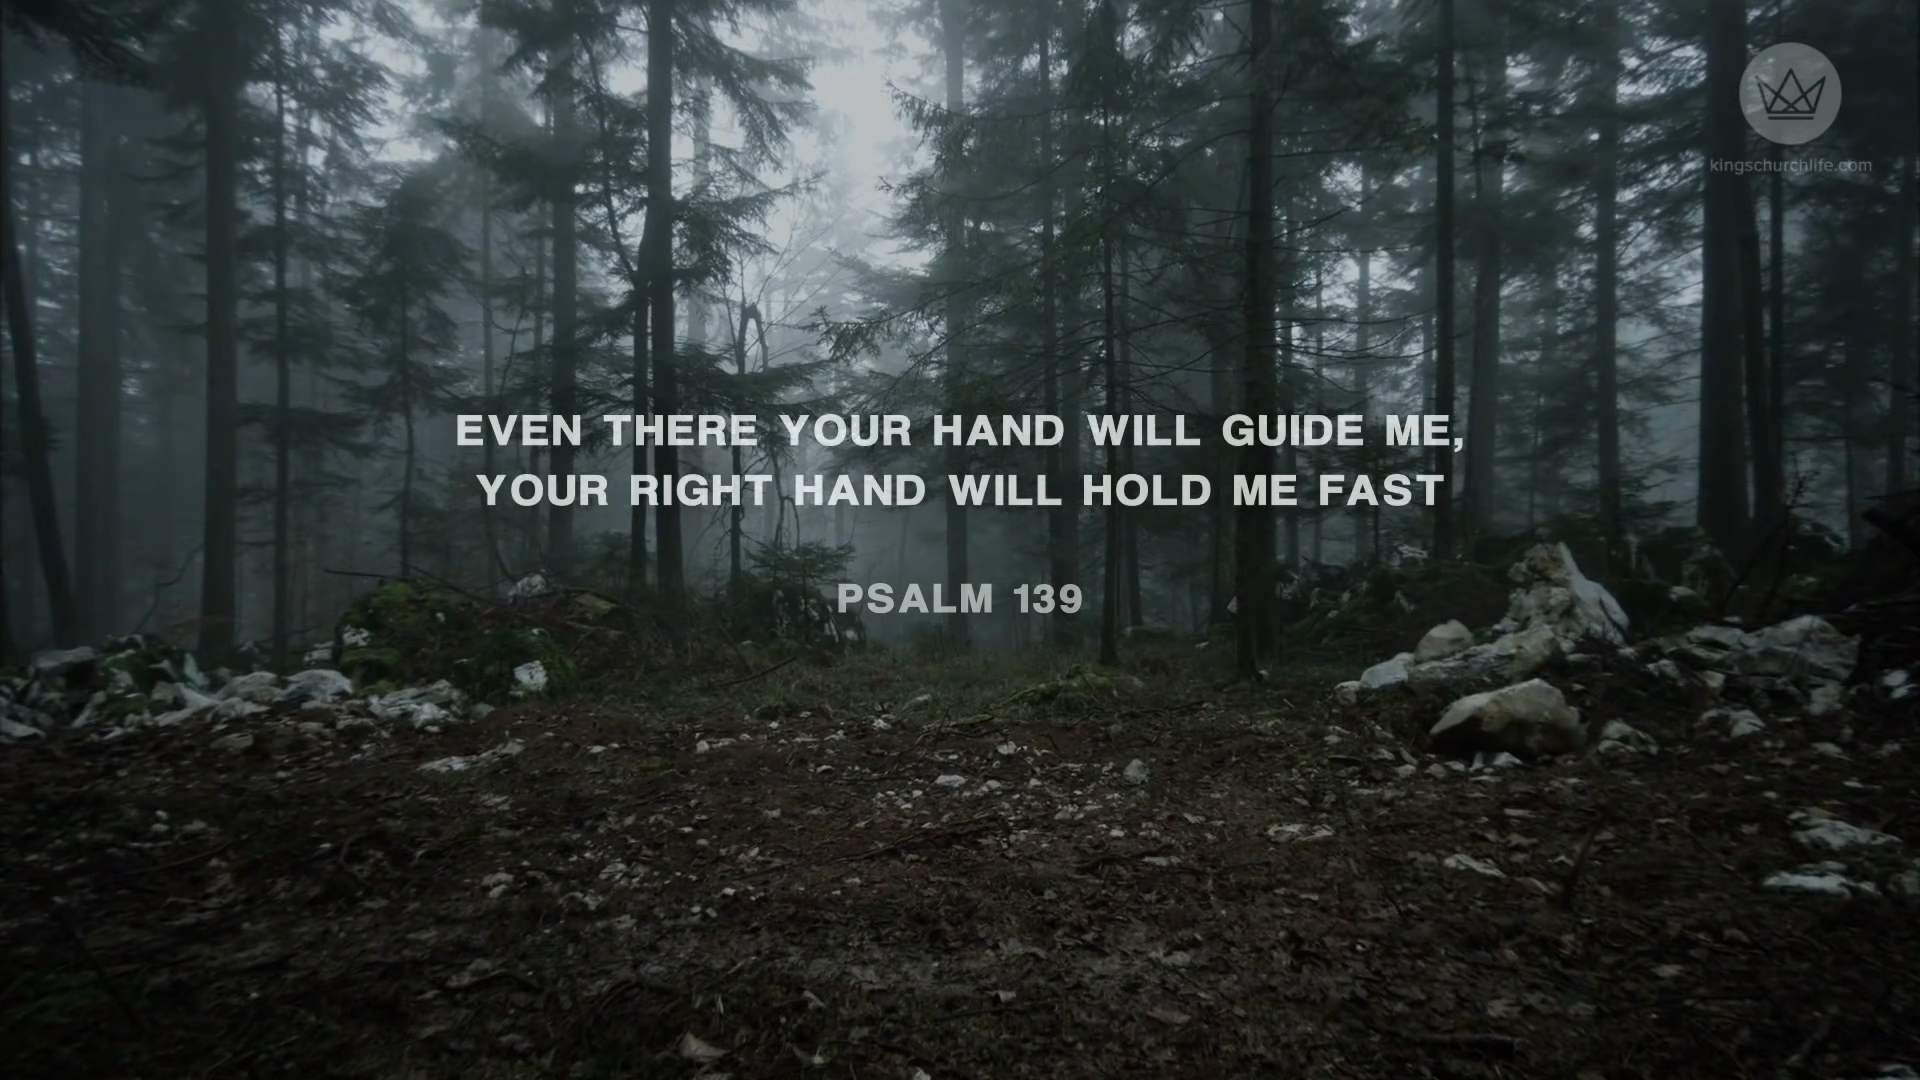 kingschurchlife.com
EVEN THERE YOUR HAND WILL GUIDE ME,
YOUR RIGHT HAND WILL HOLD ME FAST
PSALM 139